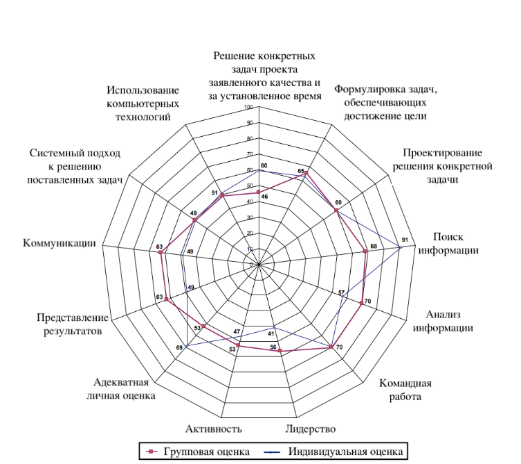 Решение конкретных
задач проекта
заявленного качества и
за установленное время
Формулировка задач,
обеспечивающих
достижение цели
Проектирование
решения конкретной
задачи
Поиск
информации
Анализ
информации
Командная
работа
Лидерство
Активность
Адекватная
личная оценка
Представление
результатов
Коммуникации
Системный подход
к решению
поставленных задач
Использование
компьютерных
технологий
100
90
80
70
60
50
40
30
20
10
60
46
65
60
68
91
57
70
70
41
56
47
53
53
69
49
63
49
63
49
51
Групповая оценка
Индивидуальная оценка